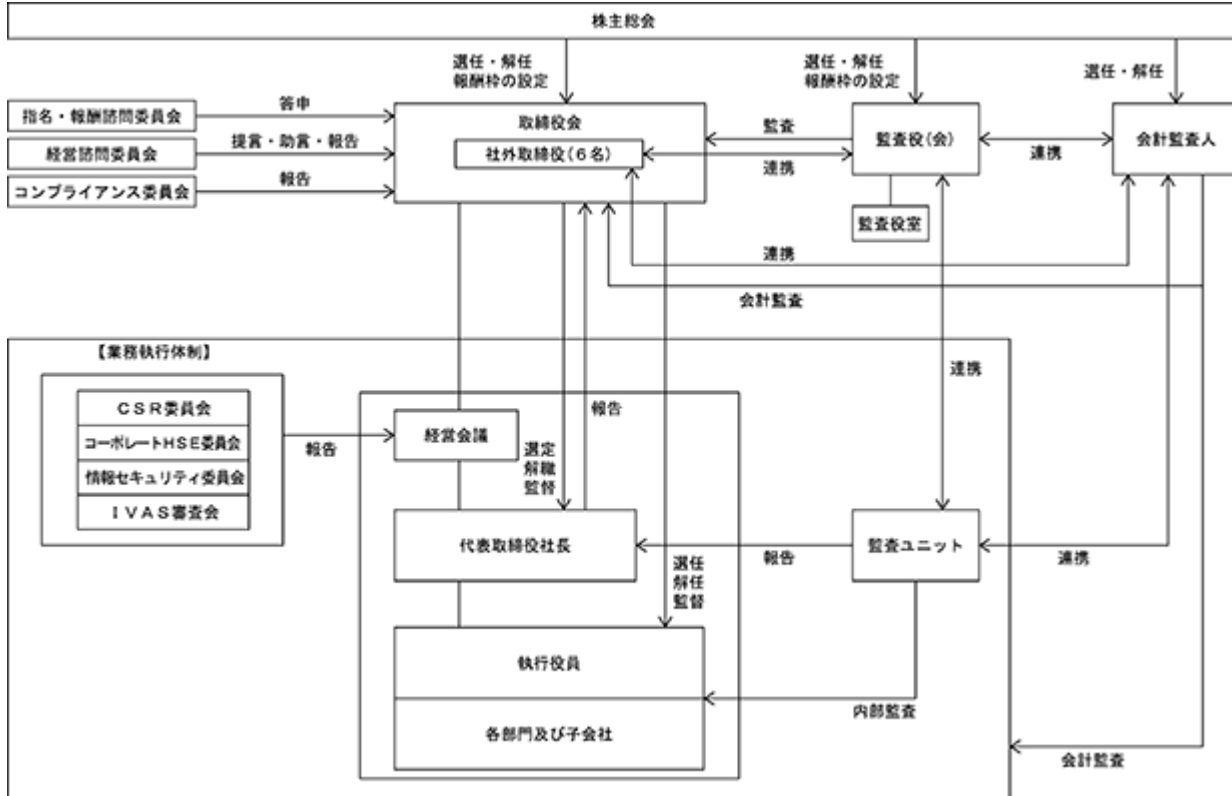 株主総会
選任・解任
報酬枠の設定
選任・解任
報酬枠の設定
選任・解任
指名・報酬諮問委員会
答申
経営諮問委員会
提言・助言・報告
コンプライアンス委員会
報告
取締役会
社外取締役(６名)
監査
連携
監査役(会)
連携
会計監査人
監査役室
連携
会計監査
【業務執行体制】
連携
ＣＳＲ委員会
コーポレートＨＳＥ委員会
情報セキュリティ委員会
ＩＶＡＳ審査会
報告
経営会議
選定
解職
監督
報告
代表取締役社長
報告
監査ユニット
連携
選任
解任
監督
執行役員
各部門及び子会社
内部監査
会計監査